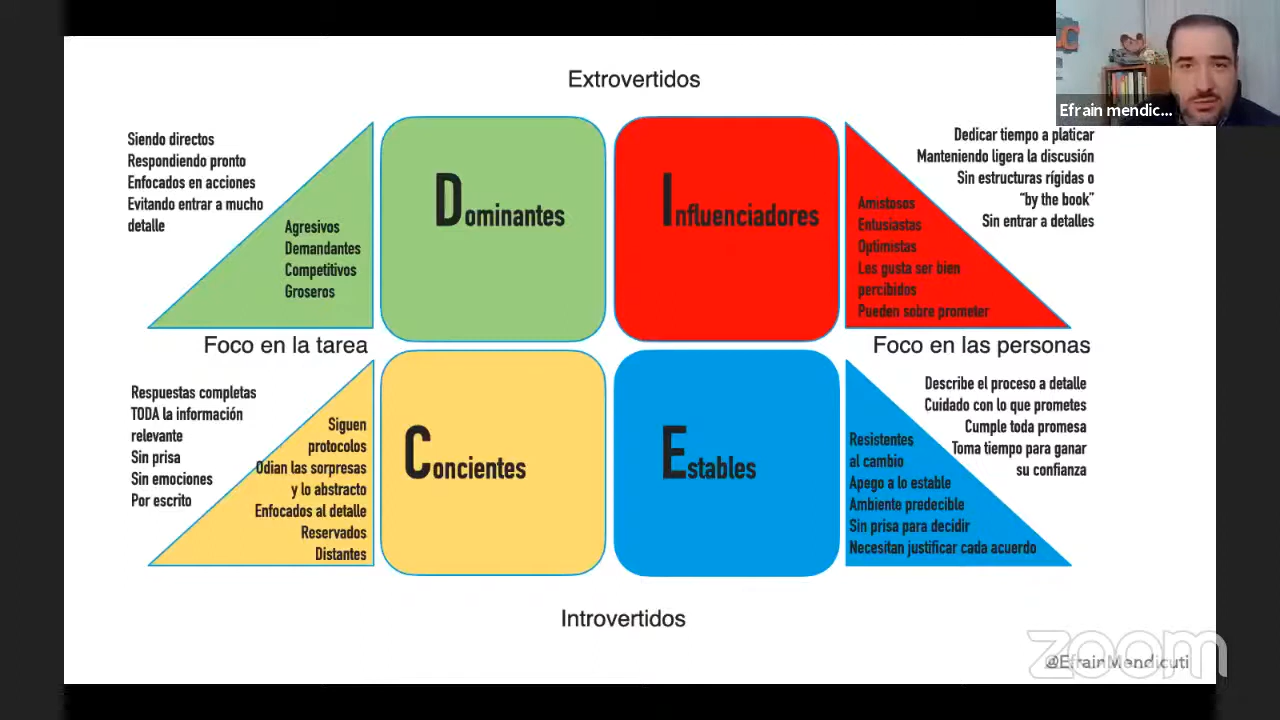 Extrovertidos
Efrain mendic...
Siendo directos
Respondiendo pronto
Enfocados en acciones
Evitando entrar a mucho
detalle
Agresivos
Demandantes
Competitivos
Groseros
Dominantes
Influenciadores
Amistosos
Entusiastas
Optimistas
Les gusta ser bien
percibidos
Pueden sobre prometer
Dedicar tiempo a platicar
Manteniendo ligera la discusión
Sin estructuras rígidas o
“by the book”
Sin entrar a detalles
Foco en la tarea
Foco en las personas
Respuestas completas
TODA la información
relevante
Sin prisa
Sin emociones
Por escrito
Siguen
protocolos
Odian las sorpresas
y lo abstracto
Enfocados al detalle
Reservados
Distantes
Concientes
Estables
Resistentes
al cambio
Apego a lo estable
Ambiente predecible
Sin prisa para decidir
Necesitan justificar cada acuerdo
Describe el proceso a detalle
Cuidado con lo que prometes
Cumple toda promesa
Toma tiempo para ganar
su confianza
Introvertidos
zoom
@EfrainMendicuti